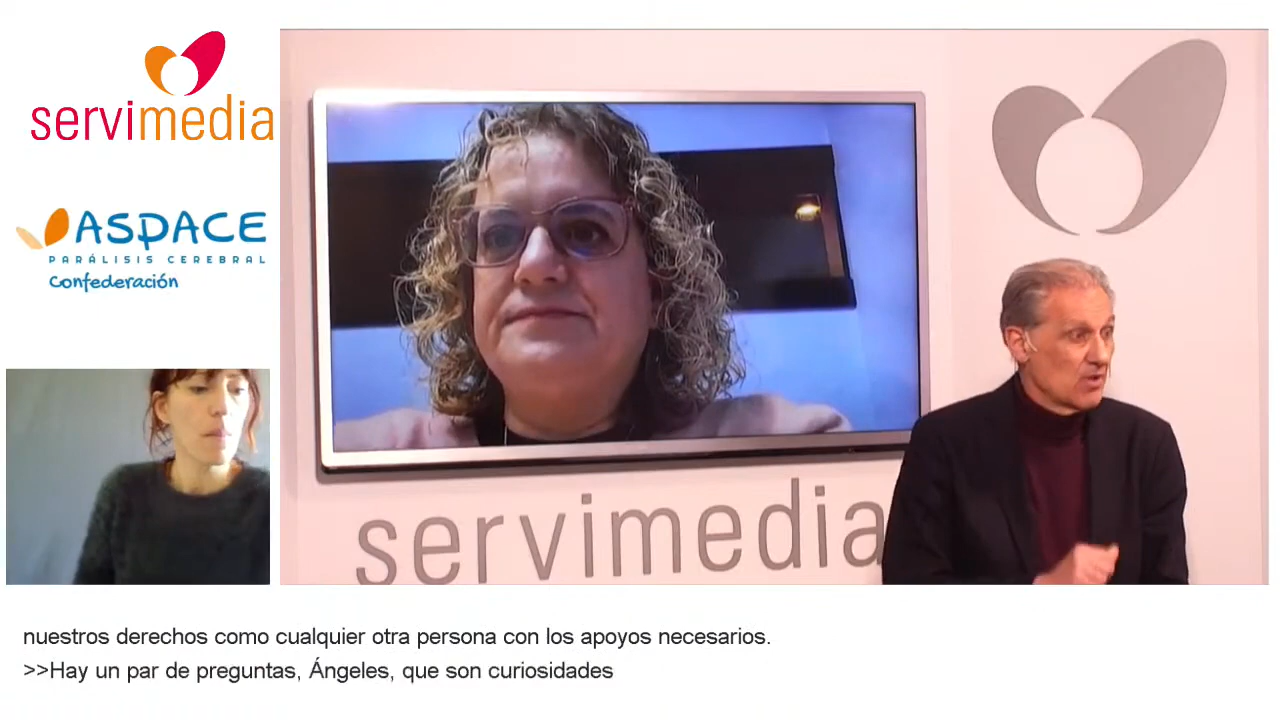 servimedia
ASPACE
PARÁLISIS CEREBRAL
Confederación
servimedia
nuestros derechos como cualquier otra persona con los apoyos necesarios.
>>Hay un par de preguntas, Ángeles, que son curiosidades